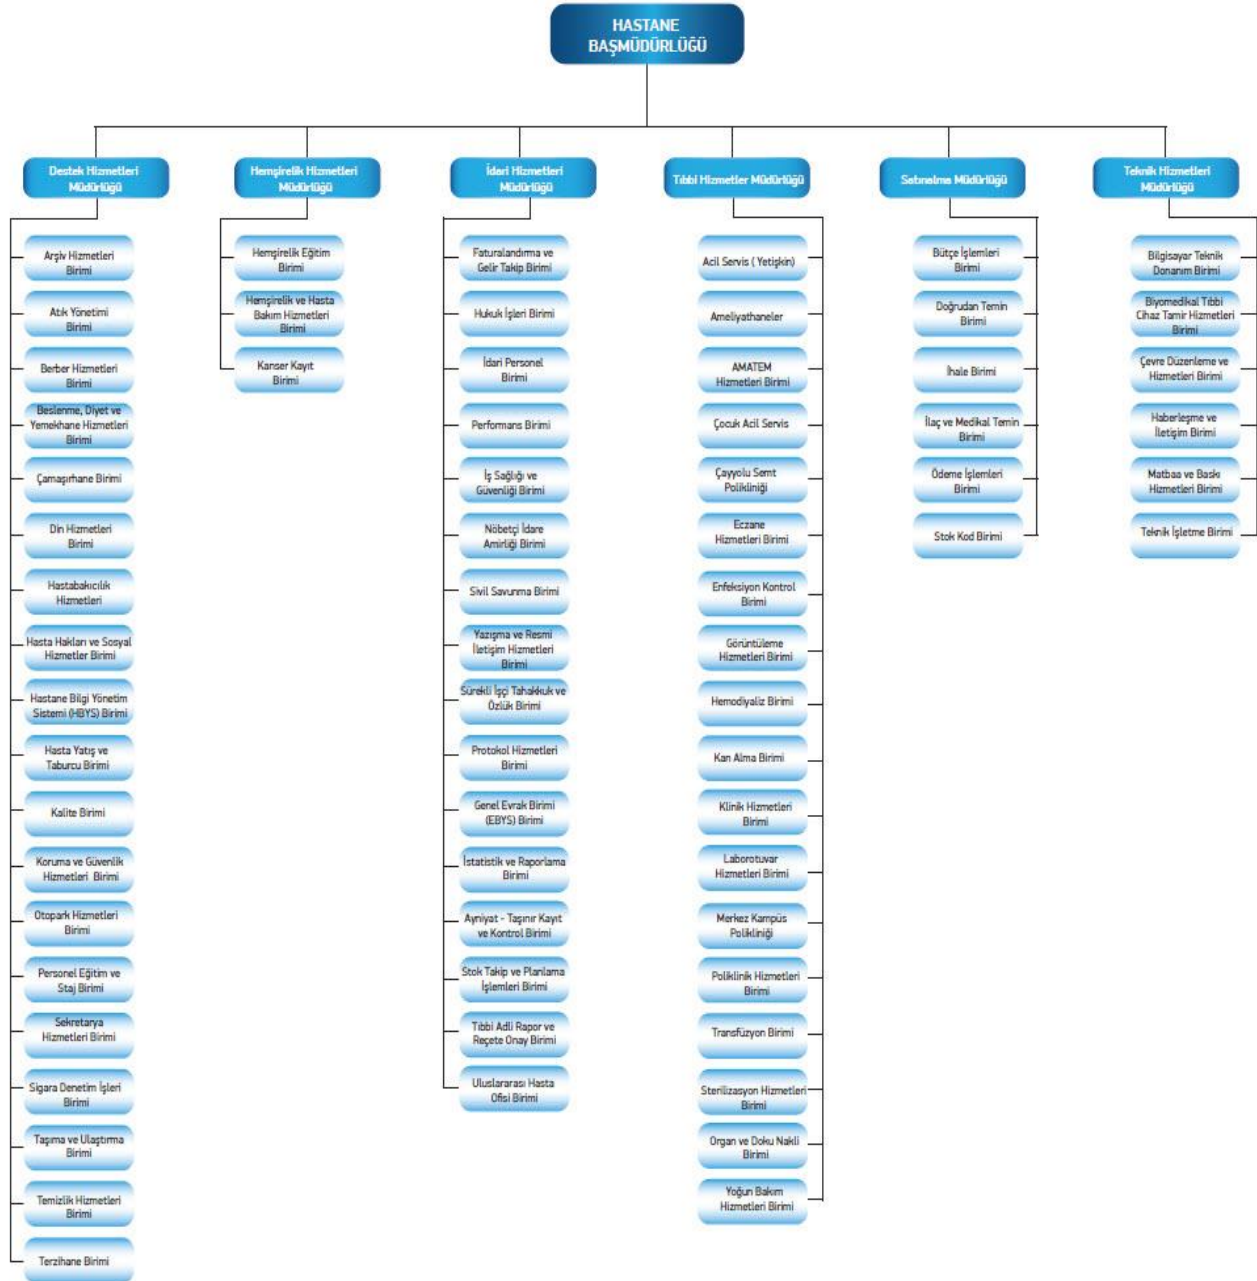 HASTANE
BAŞMÜDÜRLÜĞÜ
Destek Hizmetleri
Müdürlüğü
Arşiv Hizmetleri
Birimi
Atık Yönetimi
Birimi
Berber Hizmetleri
Birimi
Beslenme, Diyet ve
Yemekhane Hizmetleri
Birimi
Çamaşırhane Birimi
Din Hizmetleri
Birimi
Hastabakıcılık
Hizmetleri
Hasta Hakları ve Sosyal
Hizmetler Birimi
Hastane Bilgi Yönetim
Sistemi (HBYS) Birimi
Hasta Yatış ve
Taburcu Birimi
Kalite Birimi
Koruma ve Güvenlik
Hizmetleri Birimi
Otopark Hizmetleri
Birimi
Personel Eğitim ve
Staj Birimi
Sekretarya
Hizmetleri Birimi
Sigara Denetim İşleri
Birimi
Taşıma ve Ulaştırma
Birimi
Temizlik Hizmetleri
Birimi
Terzihane Birimi
Hemşirelik Hizmetleri
Müdürlüğü
Hemşirelik Eğitim
Birimi
Hemşirelik ve Hasta
Bakım Hizmetleri
Birimi
Kanser Kayıt
Birimi
İdari Hizmetleri
Müdürlüğü
Faturalandırma ve
Gelir Takip Birimi
Hukuk İşleri Birimi
İdari Personel
Birimi
Performans Birimi
İş Sağlığı ve
Güvenliği Birimi
Nöbetçi İdare
Amirliği Birimi
Sivil Savunma Birimi
Yazışma ve Resmi
İletişim Hizmetleri
Birimi
Sürekli İşçi Tahakkuk ve
Özlük Birimi
Protokol Hizmetleri
Birimi
Genel Evrak Birimi
(EBYS) Birimi
İstatistik ve Raporlama
Birimi
Ayniyat - Taşınır Kayıt
ve Kontrol Birimi
Stok Takip ve Planlama
İşlemleri Birimi
Tıbbi Adli Rapor ve
Reçete Onay Birimi
Uluslararası Hasta
Ofisi Birimi
Tıbbi Hizmetler Müdürlüğü
Acil Servis ( Yetişkin)
Ameliyathaneler
AMATEM
Hizmetleri Birimi
Çocuk Acil Servis
Çayyolu Semt
Polikliniği
Eczane
Hizmetleri Birimi
Enfeksiyon Kontrol
Birimi
Görüntüleme
Hizmetleri Birimi
Hemodiyaliz Birimi
Kan Alma Birimi
Klinik Hizmetleri
Birimi
Laborotuvar
Hizmetleri Birimi
Merkez Kampüs
Polikliniği
Poliklinik Hizmetleri
Birimi
Transfüzyon Birimi
Sterilizasyon Hizmetleri
Birimi
Organ ve Doku Nakli
Birimi
Yoğun Bakım
Hizmetleri Birimi
Satınalma Müdürlüğü
Bütçe İşlemleri
Birimi
Doğrudan Temin
Birimi
İhale Birimi
İlaç ve Medikal Temin
Birimi
Ödeme İşlemleri
Birimi
Stok Kod Birimi
Teknik Hizmetleri
Müdürlüğü
Bilgisayar Teknik
Donanım Birimi
Biyomedikal Tıbbi
Cihaz Tamir Hizmetleri
Birimi
Çevre Düzenleme ve
Hizmetleri Birimi
Haberleşme ve
İletişim Birimi
Matbaa ve Baskı
Hizmetleri Birimi
Teknik İşletme Birimi